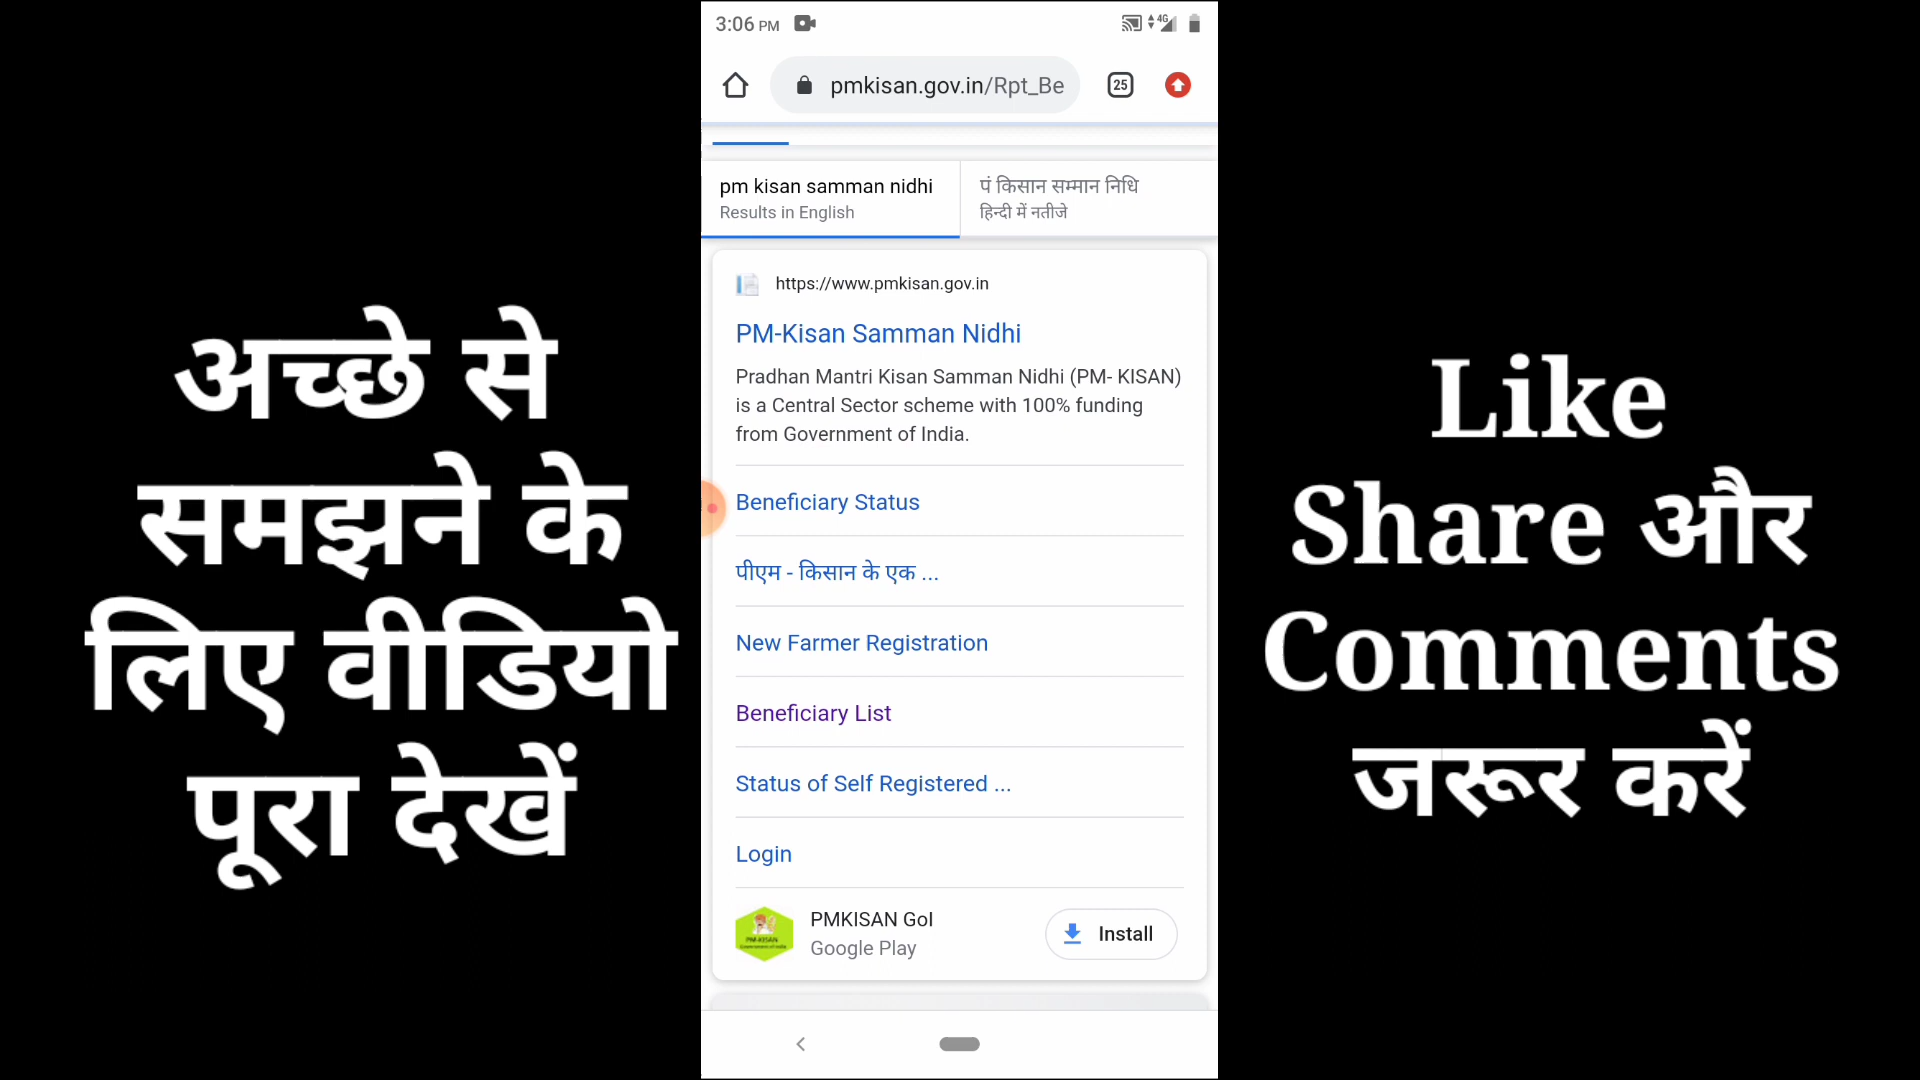 अच्छे से
समझने के
लिए वीडियो
पूरा देखें
3:06 PM
4G
pmkisan.gov.in/Rpt_Be
25
pm kisan samman nidhi
Results in English
पं किसान सम्मान निधि
हिन्दी में नतीजे
https://www.pmkisan.gov.in
PM-Kisan Samman Nidhi
Pradhan Mantri Kisan Samman Nidhi (PM- KISAN)
is a Central Sector scheme with 100% funding
from Government of India.
Beneficiary Status
पीएम - किसान के एक ...
New Farmer Registration
Beneficiary List
Status of Self Registered ...
Login
PM-KISAN
PMKISAN GoI
Google Play
Install
Like
Share और
Comments
जरूर करें